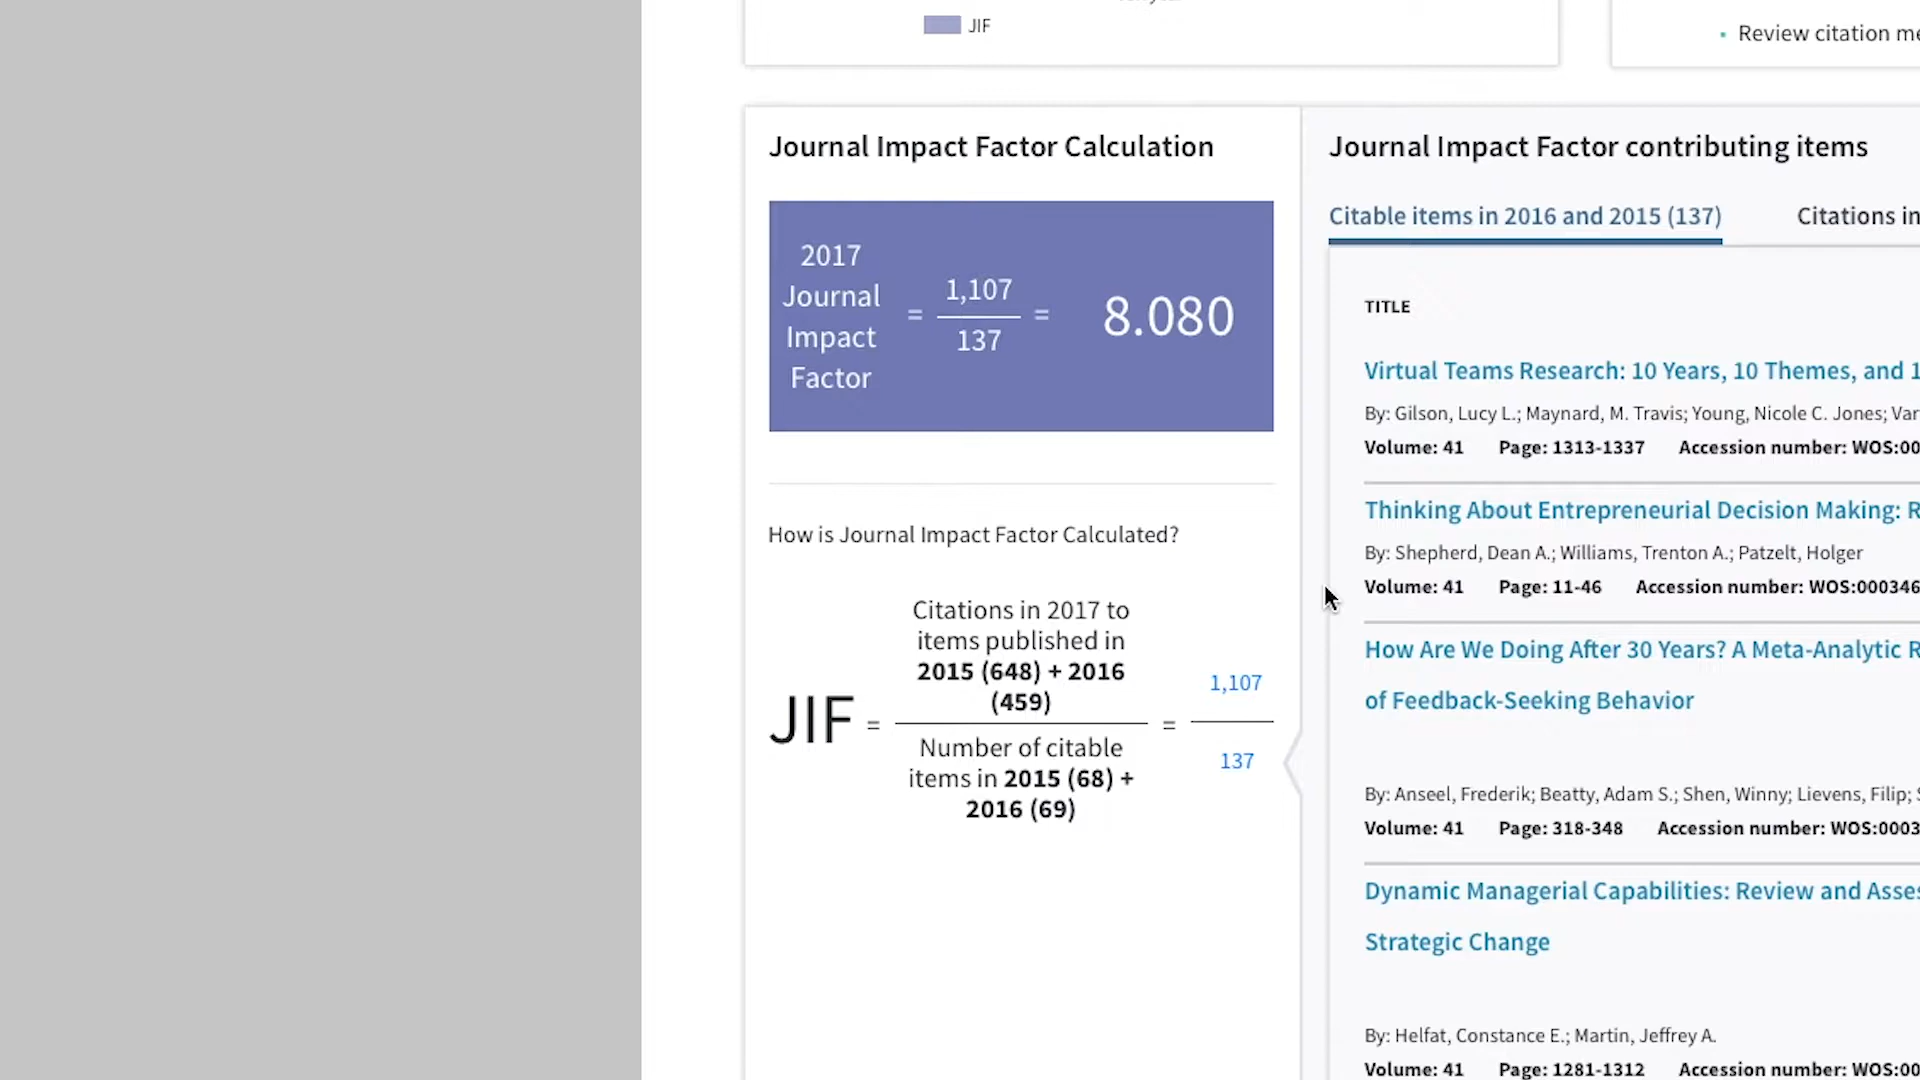 JIF
Review citation
Journal Impact Factor Calculation
2017
Journal
Impact
Factor
= 1,107 / 137 = 8.080
How is Journal Impact Factor Calculated?
JIF =
Citations in 2017 to
items published in
2015 (648) + 2016
(459)
Number of citable
items in 2015 (68) +
2016 (69)
=
1,107
137
Journal Impact Factor contributing items
Citable items in 2016 and 2015 (137)
Citations in
TITLE
Virtual Teams Research: 10 Years, 10 Themes, and
By: Gilson, Lucy L.; Maynard, M. Travis; Young, Nicole C. Jones;
Volume: 41 Page: 1313-1337 Accession number: WOS:00
Thinking About Entrepreneurial Decision Making:
By: Shepherd, Dean A.; Williams, Trenton A.; Patzelt, Holger
Volume: 41 Page: 11-46 Accession number: WOS:000346
How Are We Doing After 30 Years? A Meta-Analytic
of Feedback-Seeking Behavior
By: Anseel, Frederik; Beatty, Adam S.; Shen, Winny; Lievens, Filip;
Volume: 41 Page: 318-348 Accession number: WOS:0003
Dynamic Managerial Capabilities: Review and
Strategic Change
By: Helfat, Constance E.; Martin, Jeffrey A.
Volume: 41 Page: 1281-1312 Accession number: WOS:00